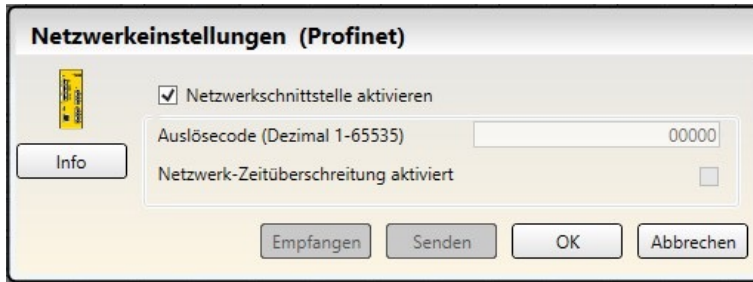 Netzwerkeinstellungen (Profinet)
Netzwerkschnittstelle aktivieren
Auslösecode (Dezimal 1-65535) 00000
Info
Netzwerk-Zeitüberschreitung aktiviert
Empfangen Senden OK Abbrechen